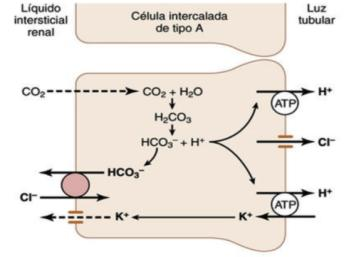 Líquido
intersticial
renal
Célula intercalada
de tipo A
Luz
tubular
CO₂
CO₂ + H₂O
H⁺
ATP
H₂CO₃
HCO₃⁻ + H⁺
Cl⁻
HCO₃⁻
Cl⁻
H⁺
ATP
K⁺
K⁺